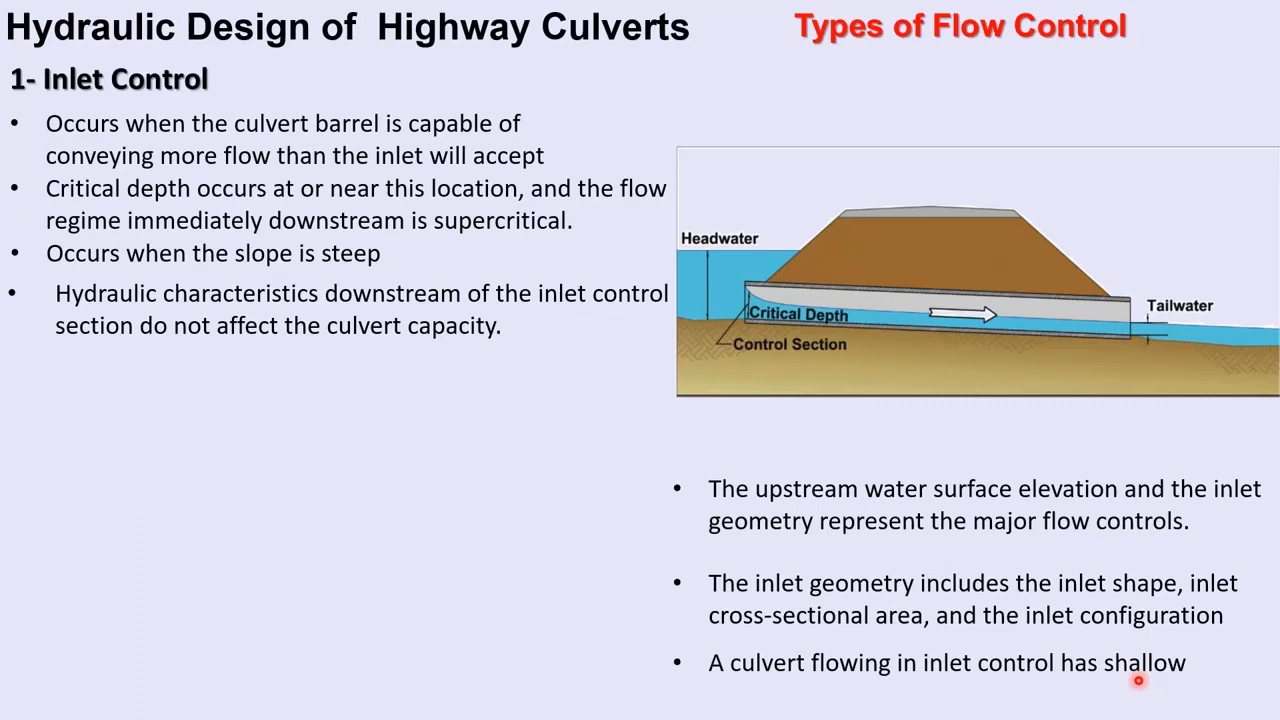 Hydraulic Design of Highway Culverts
Types of Flow Control
1- Inlet Control
• Occurs when the culvert barrel is capable of
conveying more flow than the inlet will accept
• Critical depth occurs at or near this location, and the flow
regime immediately downstream is supercritical.
• Occurs when the slope is steep
• Hydraulic characteristics downstream of the inlet control
section do not affect the culvert capacity.
Headwater
Critical Depth
Control Section
Tailwater
• The upstream water surface elevation and the inlet
geometry represent the major flow controls.
• The inlet geometry includes the inlet shape, inlet
cross-sectional area, and the inlet configuration
• A culvert flowing in inlet control has shallow